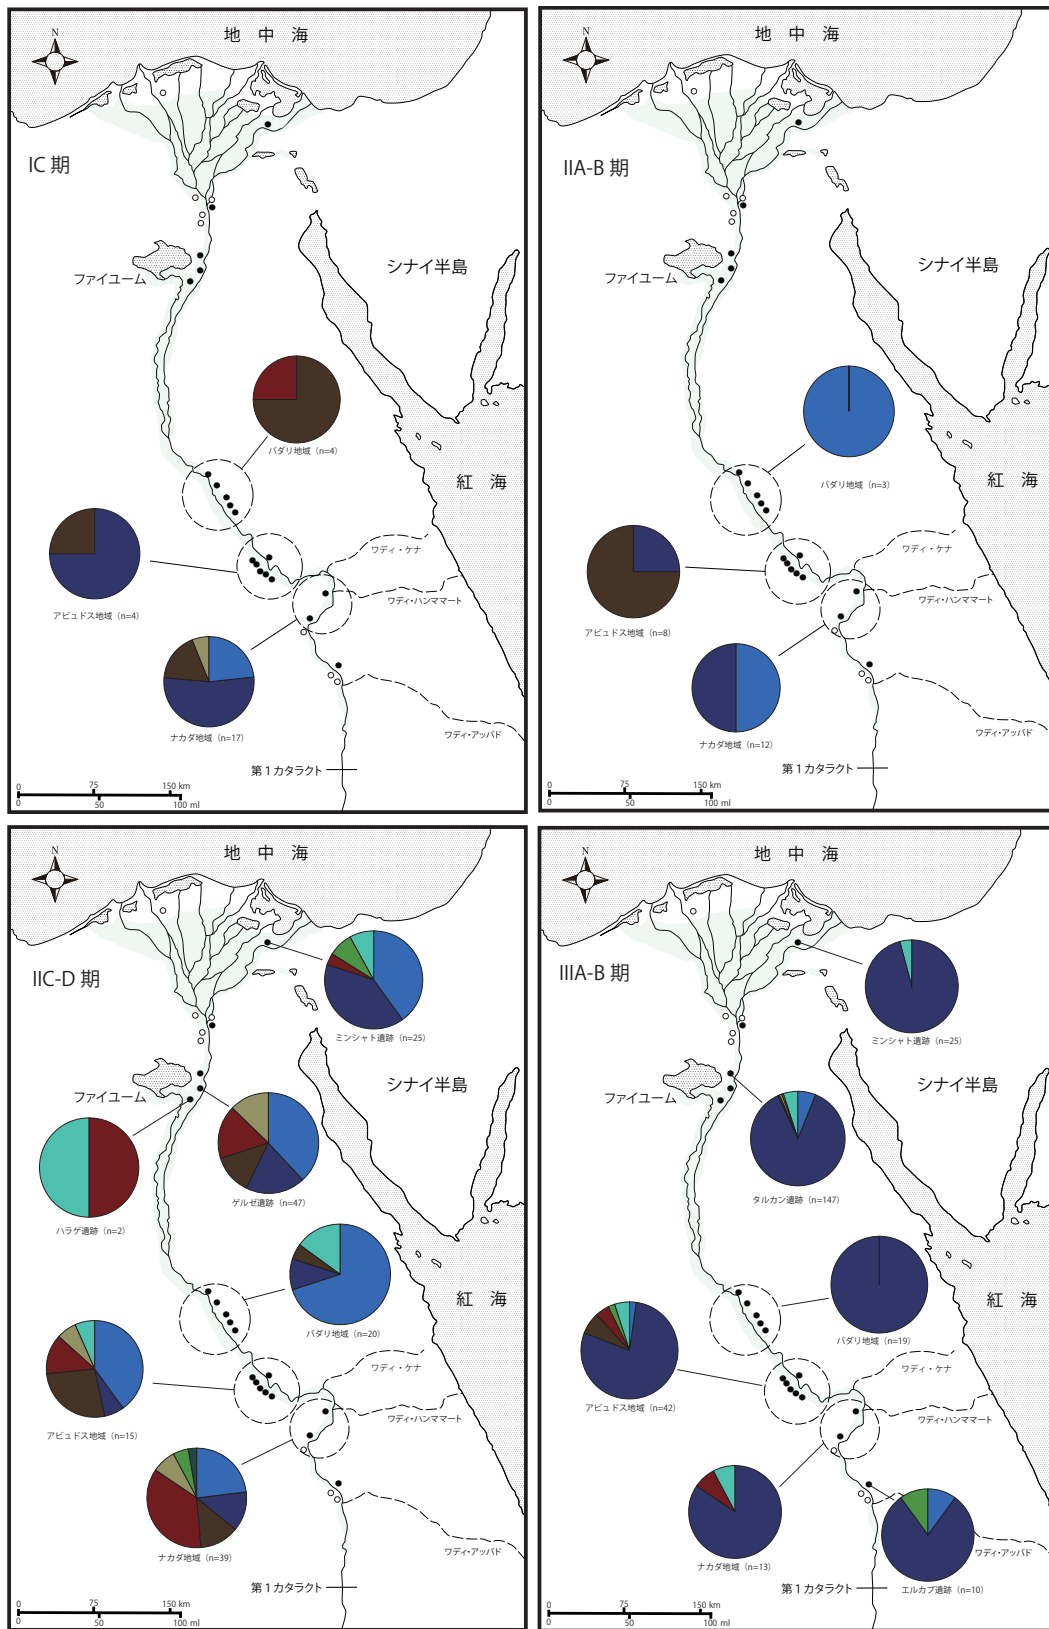 地 中 海
N
IC 期
ファイユーム
シナイ半島
バダリ地域 (n=4)
紅 海
ワディ・ケナ
アビュドス地域 (n=4)
ワディ・ハンママート
ナカダ地域 (n=17)
ワディ・アッバド
第1カタラクト
0 75 150 km
0 50 100 ml
地 中 海
N
IIA-B 期
ファイユーム
シナイ半島
バダリ地域 (n=3)
紅 海
ワディ・ケナ
アビュドス地域 (n=8)
ワディ・ハンママート
ナカダ地域 (n=12)
ワディ・アッバド
第1カタラクト
0 75 150 km
0 50 100 ml
地 中 海
N
IIC-D 期
ミンシャト遺跡 (n=25)
シナイ半島
ファイユーム
ゲルゼ遺跡 (n=47)
ハラゲ遺跡 (n=2)
紅 海
バダリ地域 (n=20)
ワディ・ケナ
アビュドス地域 (n=15)
ワディ・ハンママート
ナカダ地域 (n=39)
ワディ・アッバド
第1カタラクト
0 75 150 km
0 50 100 ml
地 中 海
N
IIIA-B 期
ミンシャト遺跡 (n=25)
シナイ半島
ファイユーム
タルカン遺跡 (n=147)
紅 海
バダリ地域 (n=19)
ワディ・ケナ
アビュドス地域 (n=42)
ワディ・ハンママート
ナカダ地域 (n=13)
ワディ・アッバド
第1カタラクト
エルカブ遺跡 (n=10)
0 75 150 km
0 50 100 ml